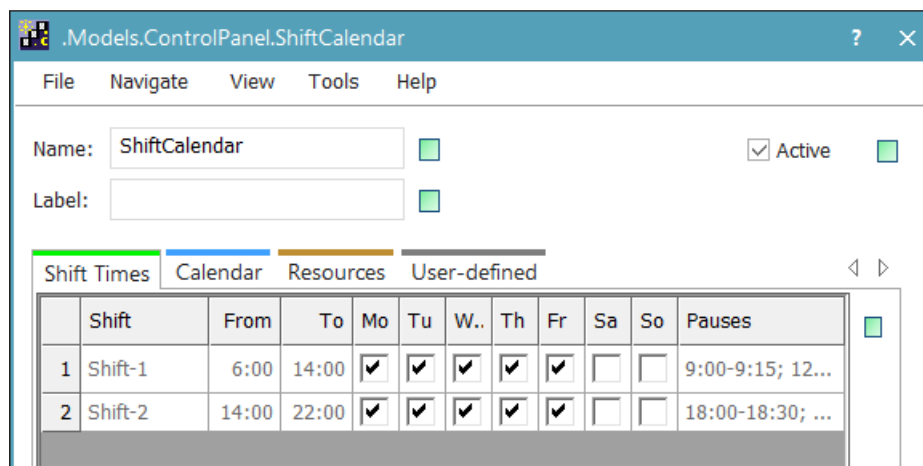 .Models.ControlPanel.ShiftCalendar ?
File Navigate View Tools Help
Name: ShiftCalendar Active
Label:
Shift Times Calendar Resources User-defined
Shift From To Mo Tu W.. Th Fr Sa So Pauses
1 Shift-1 6:00 14:00 9:00-9:15; 12...
2 Shift-2 14:00 22:00 18:00-18:30; ...